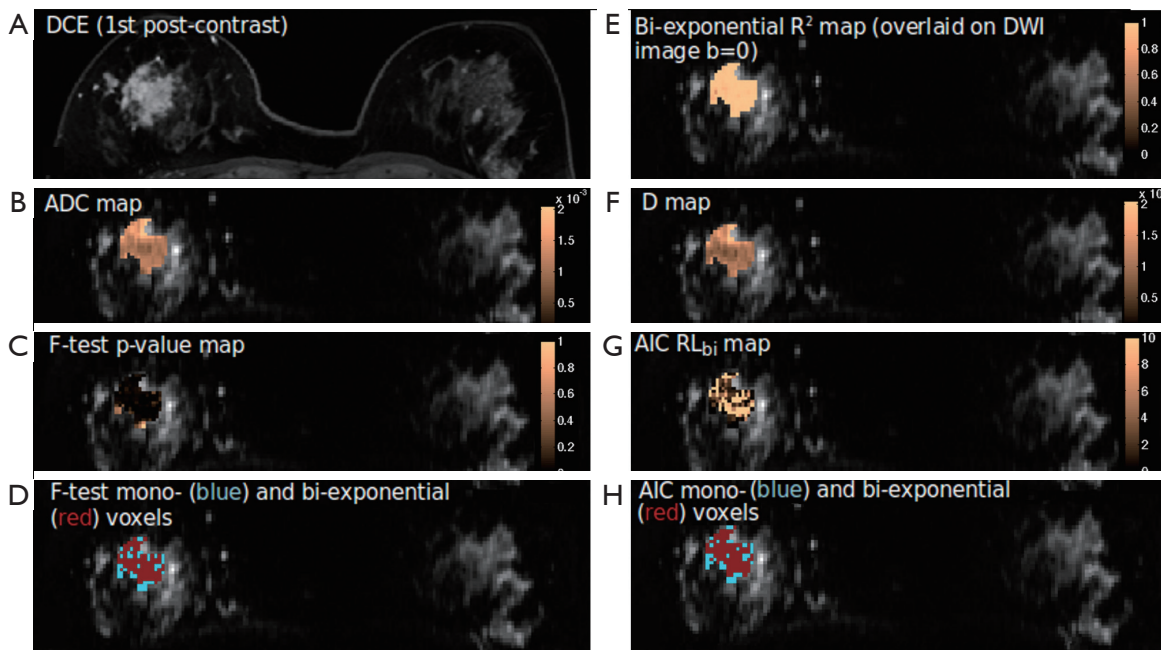 A
DCE (1st post-contrast)
B
ADC map
x 10⁻³
2
1.5
1
0.5
C
F-test p-value map
1
0.8
0.6
0.4
0.2
D
F-test mono- (blue) and bi-exponential
(red) voxels
E
Bi-exponential R² map (overlaid on DWI
image b=0)
1
0.8
0.6
0.4
0.2
0
F
D map
x 10
2
1.5
1
0.5
G
AIC RLbi map
10
8
6
4
2
H
AIC mono- (blue) and bi-exponential
(red) voxels